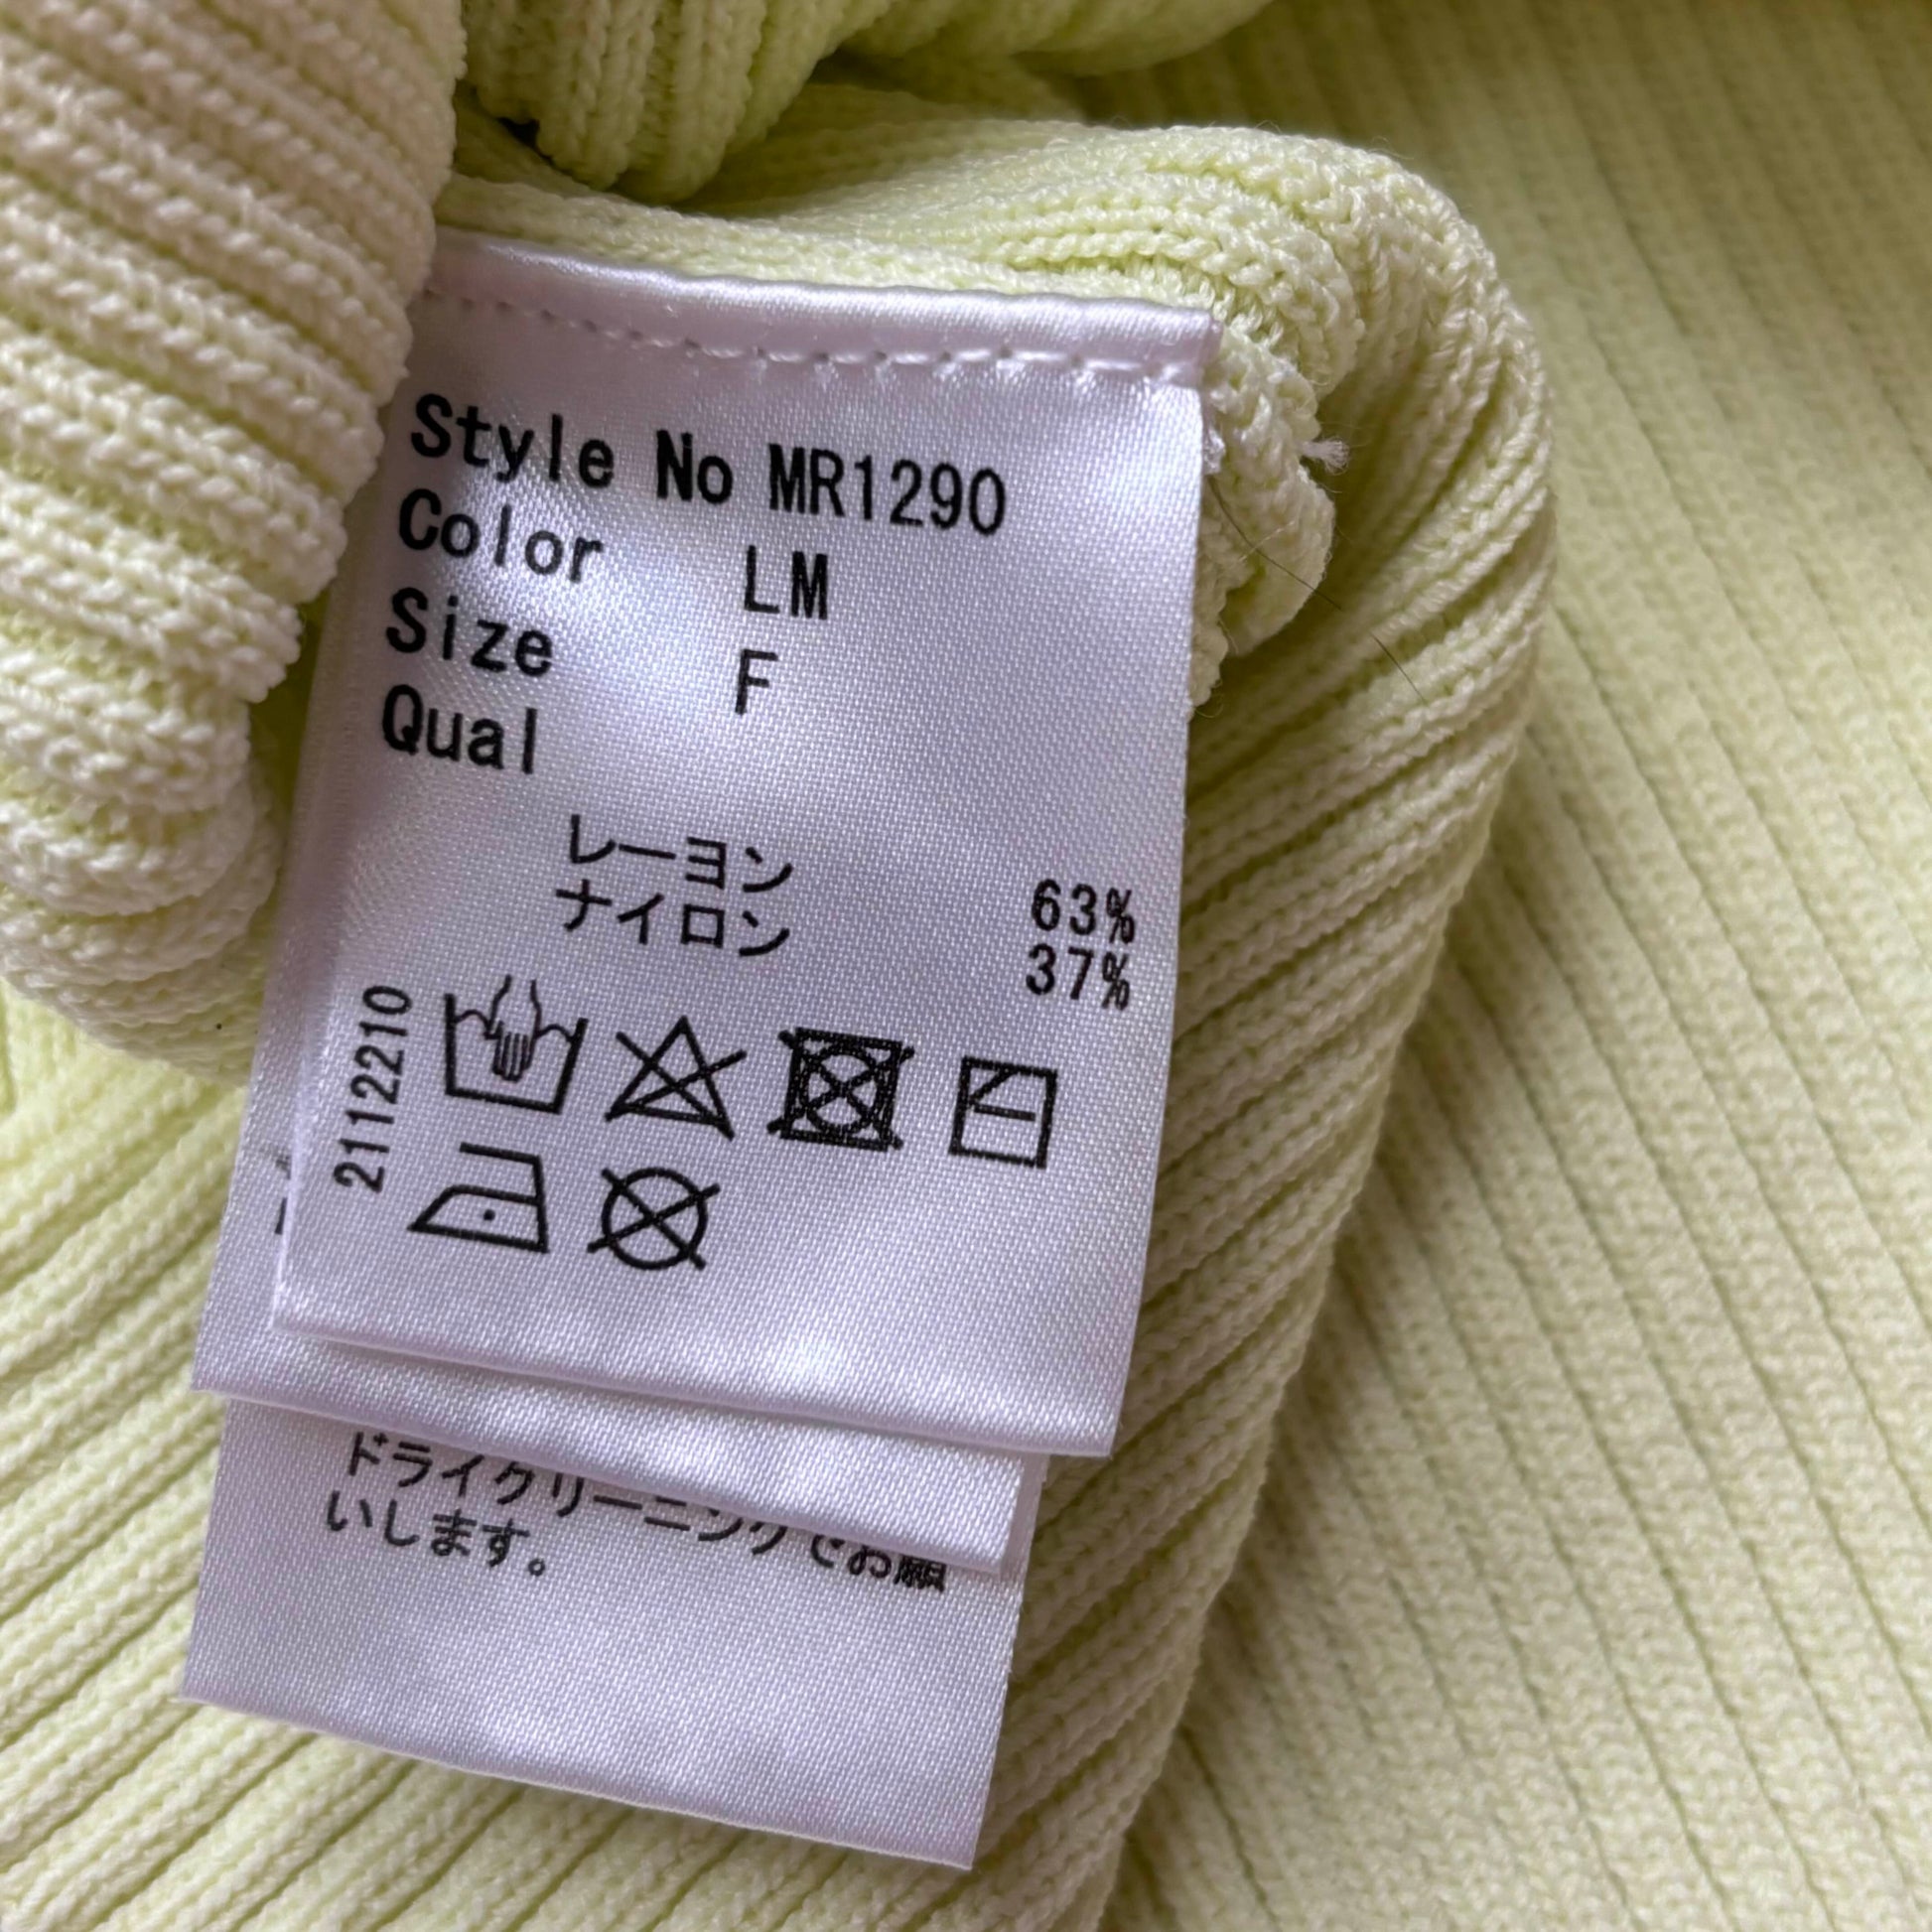 Style No MR1290
Color LM
Size F
Qual
レーヨン 63%
ナイロン 37%
2112210
ドライクリーニングでお願
いします。